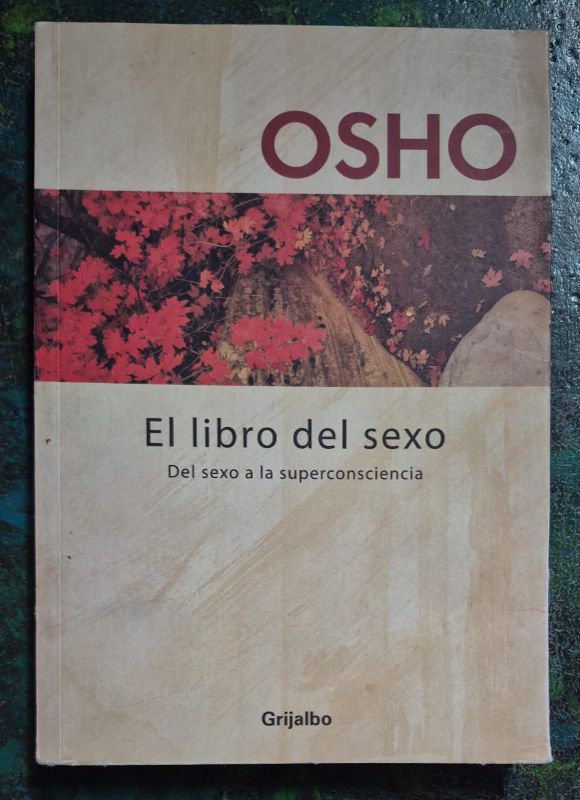 OSHO
El libro del sexo
Del sexo a la superconsciencia
Grijalbo